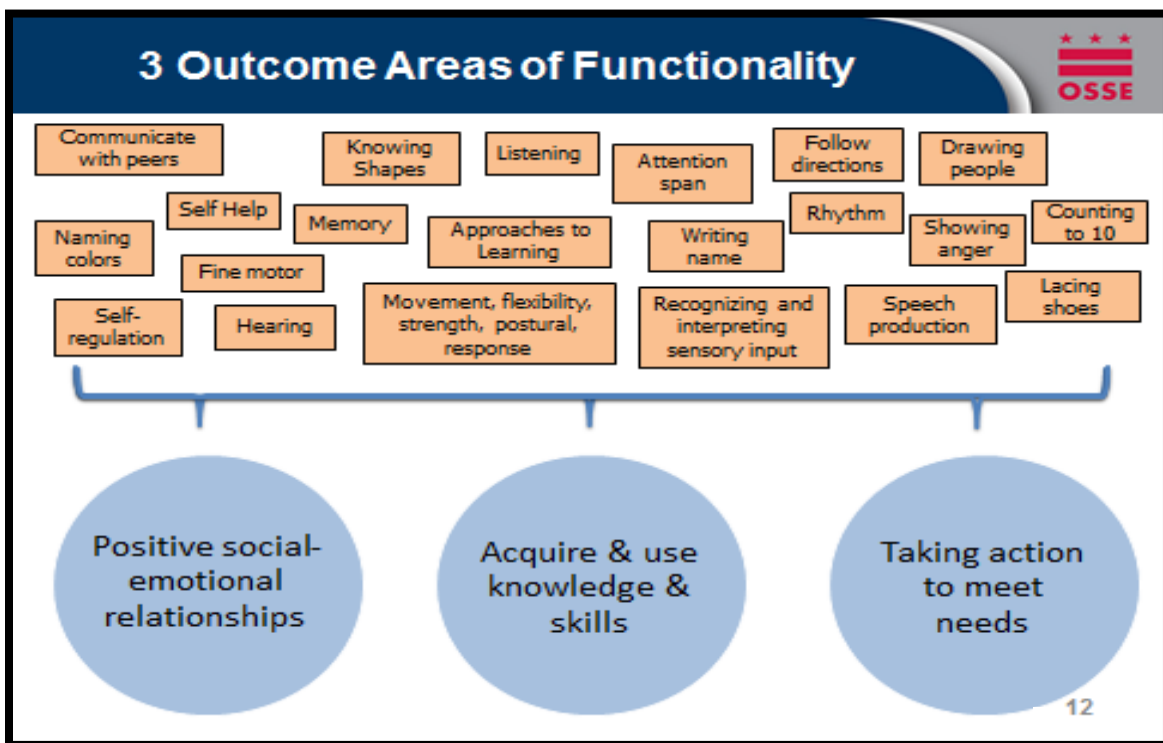 3 Outcome Areas of Functionality
OSSE
Communicate
with peers
Knowing
Shapes
Listening
Attention
span
Follow
directions
Drawing
people
Self Help
Memory
Rhythm
Naming
colors
Approaches to
Learning
Writing
name
Showing
anger
Counting
to 10
Fine motor
Self-
regulation
Hearing
Movement, flexibility,
strength, postural,
response
Recognizing and
interpreting
sensory input
Speech
production
Lacing
shoes
Positive social-
emotional
relationships
Acquire & use
knowledge &
skills
Taking action
to meet
needs
12